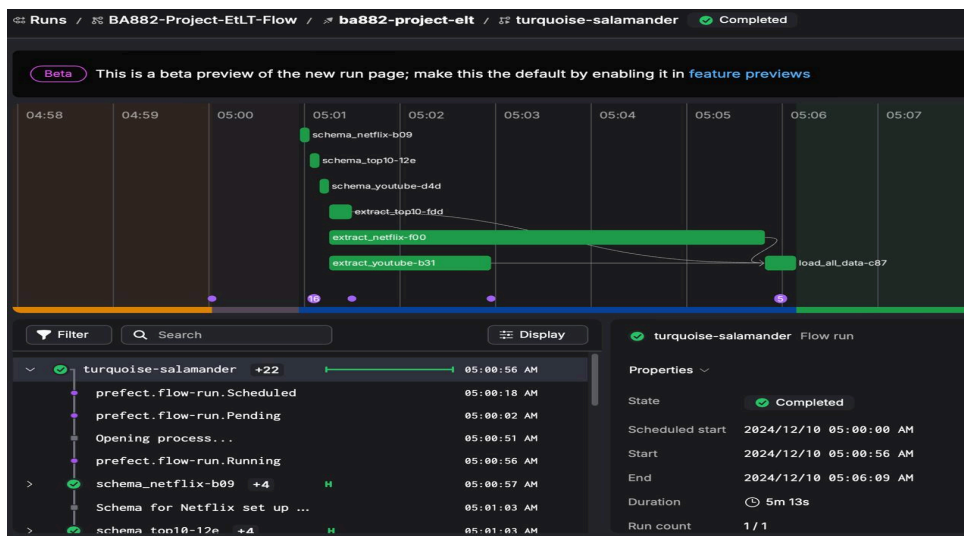 Runs / BA882-Project-EtLT-Flow / ba882-project-elt / turquoise-salamander Completed
Beta This is a beta preview of the new run page; make this the default by enabling it in feature previews
04:58 04:59 05:00 05:01 05:02 05:03 05:04 05:05 05:06 05:07
schema_netflix-b09
schema_top10-12e
schema_youtube-d4d
extract_top10-fdd
extract_netflix-f00
extract_youtube-b31 load_all_data-c87
16 5
Filter Search Display
turquoise-salamander +22 05:00:56 AM
prefect.flow-run.Scheduled 05:00:18 AM
prefect.flow-run.Pending 05:00:02 AM
Opening process... 05:00:51 AM
prefect.flow-run.Running 05:00:56 AM
schema_netflix-b09 +4 05:00:57 AM
Schema for Netflix set up ... 05:01:03 AM
schema_top10-12e +4 05:01:03 AM
turquoise-salamander Flow run
Properties
State Completed
Scheduled start 2024/12/10 05:00:00 AM
Start 2024/12/10 05:00:56 AM
End 2024/12/10 05:06:09 AM
Duration 5m 13s
Run count 1/1